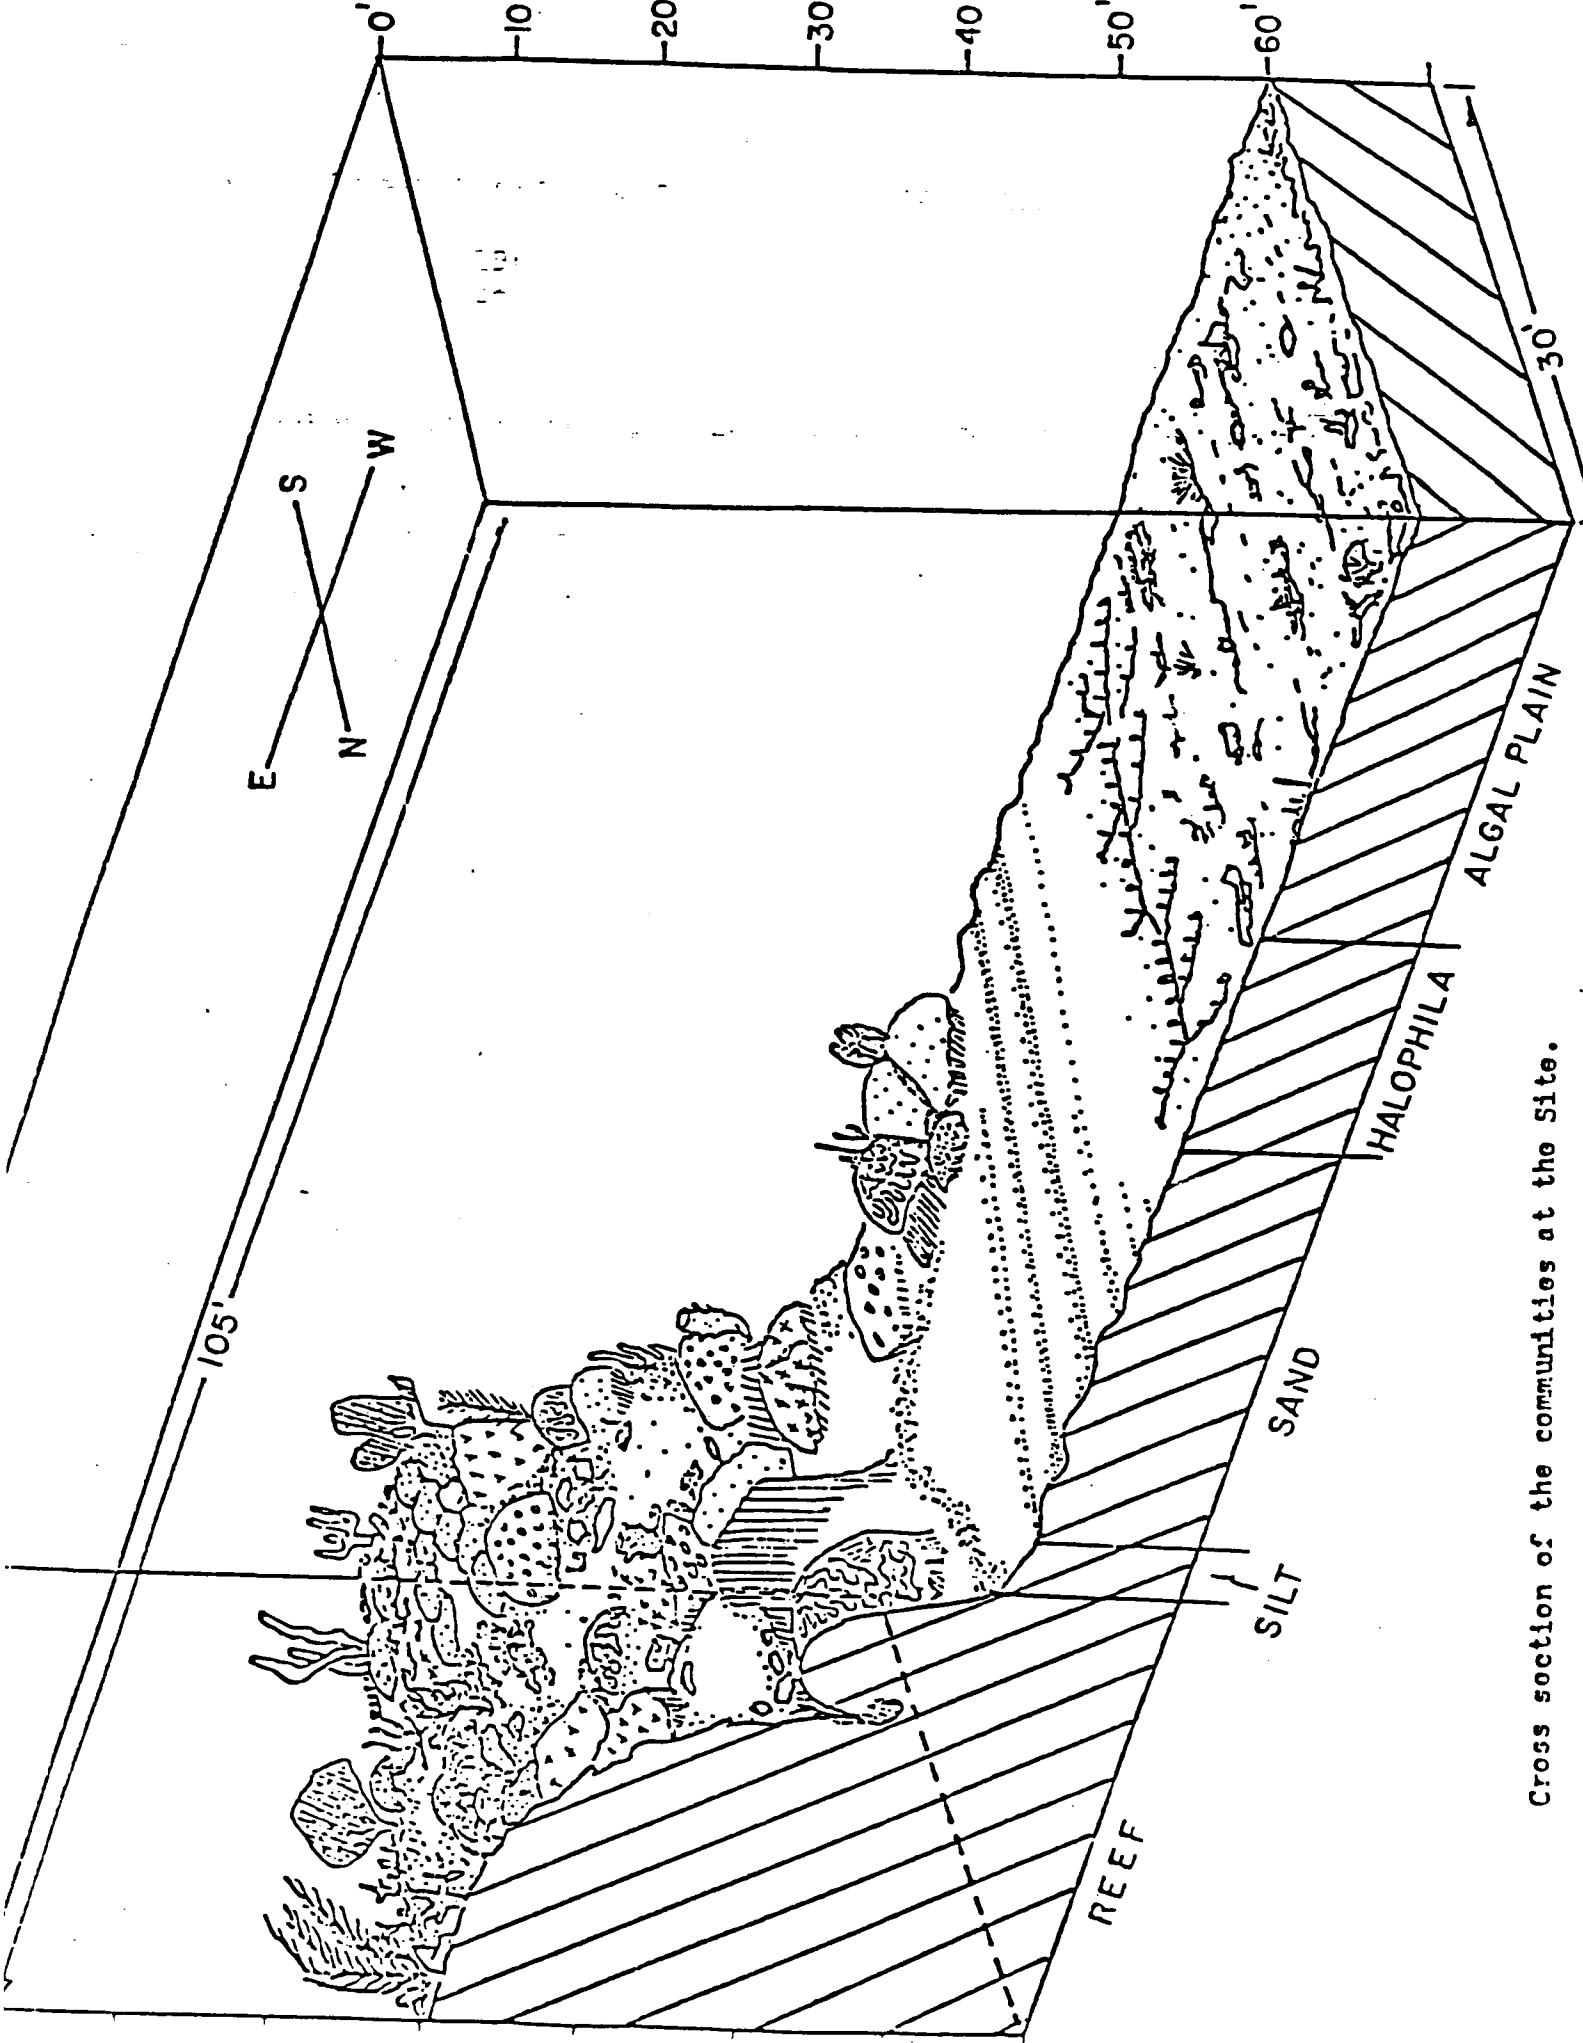 0'
-10'
-20'
-30'
-40'
-50'
-60'
105'
E
S
N
W
30'
REEF
SILT
SAND
HALOPHILA
ALGAL PLAIN
Cross soction of the communities at the Site.